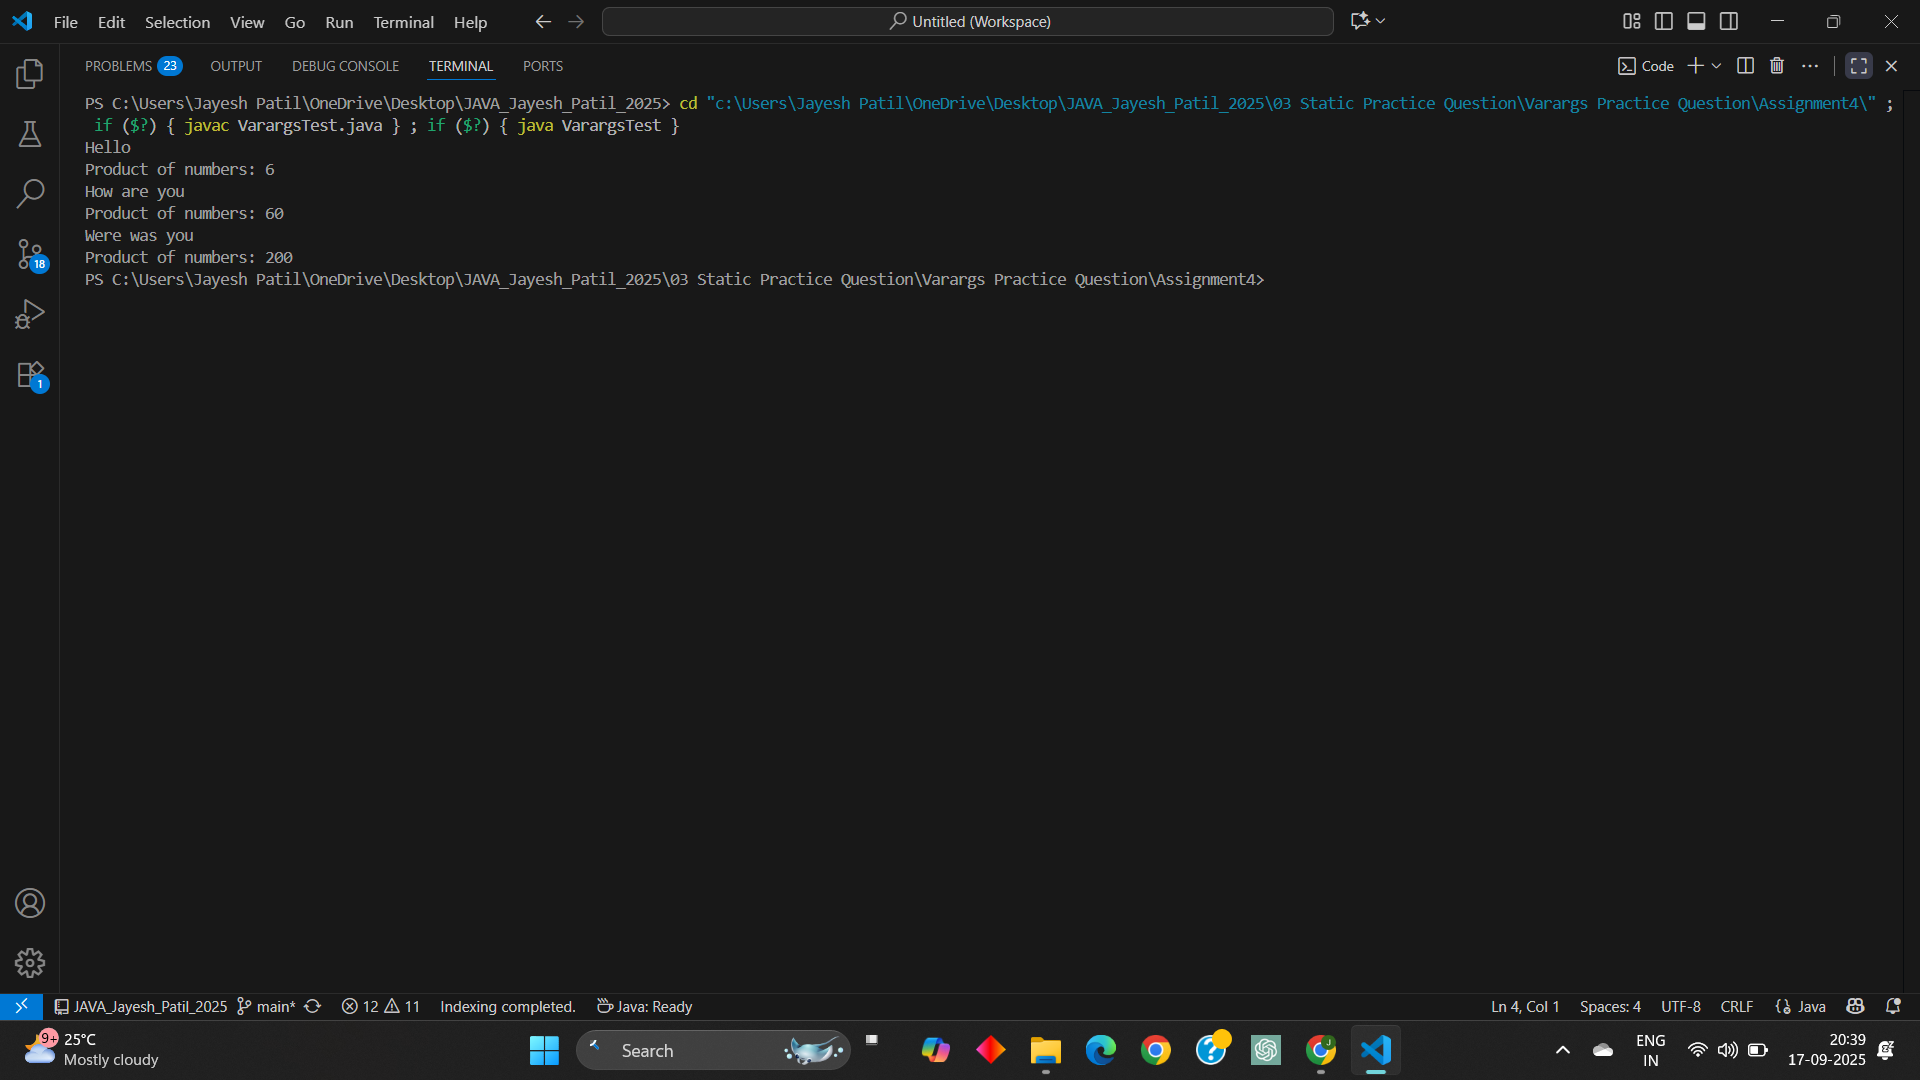 File Edit Selection View Go Run Terminal Help
Untitled (Workspace)
PROBLEMS 23 OUTPUT DEBUG CONSOLE TERMINAL PORTS
Code
PS C:\Users\Jayesh Patil\OneDrive\Desktop\JAVA_Jayesh_Patil_2025> cd "c:\Users\Jayesh Patil\OneDrive\Desktop\JAVA_Jayesh_Patil_2025\03 Static Practice Question\Varargs Practice Question\Assignment4\" ;
if ($?) { javac VarargsTest.java } ; if ($?) { java VarargsTest }
Hello
Product of numbers: 6
How are you
Product of numbers: 60
Were was you
Product of numbers: 200
PS C:\Users\Jayesh Patil\OneDrive\Desktop\JAVA_Jayesh_Patil_2025\03 Static Practice Question\Varargs Practice Question\Assignment4>
18
1
JAVA_Jayesh_Patil_2025 main* 12 11 Indexing completed. Java: Ready
Ln 4, Col 1 Spaces: 4 UTF-8 CRLF {} Java
9+ 25°C
Mostly cloudy
Search
J
ENG
IN
20:39
17-09-2025